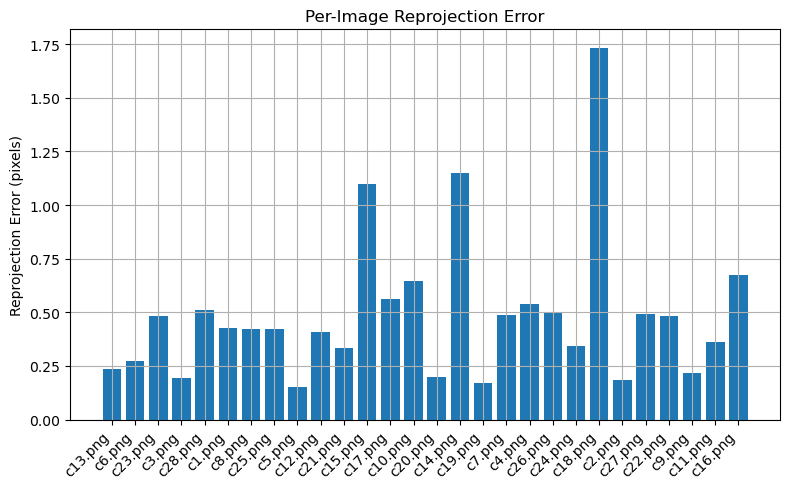 Per-Image Reprojection Error
Reprojection Error (pixels)
1.75
1.50
1.25
1.00
0.75
0.50
0.25
0.00
c13.png
c6.png
c23.png
c3.png
c28.png
c1.png
c8.png
c25.png
c5.png
c12.png
c21.png
c15.png
c17.png
c10.png
c20.png
c14.png
c19.png
c7.png
c4.png
c26.png
c24.png
c18.png
c2.png
c27.png
c22.png
c9.png
c11.png
c16.png